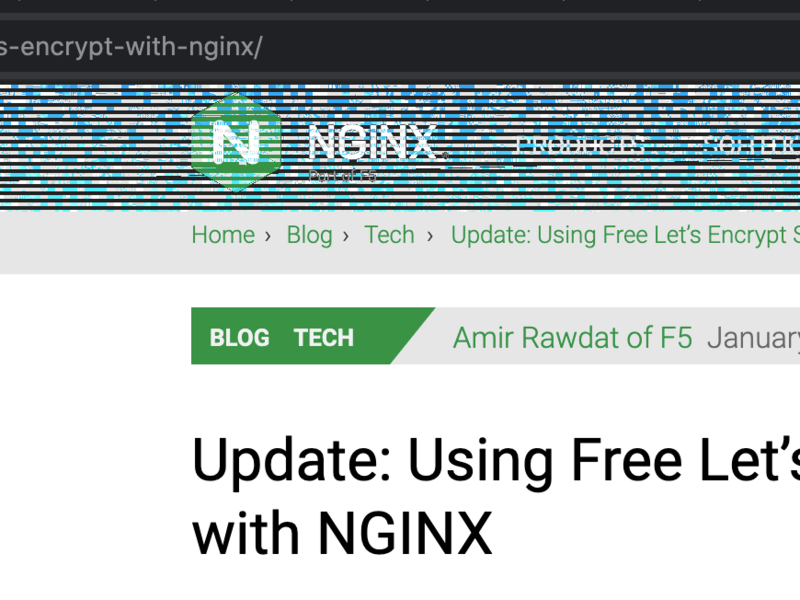 s-encrypt-with-nginx/
NGINX PRODUCTS
Part of F5
Home › Blog › Tech › Update: Using Free Let’s Encrypt
BLOG TECH Amir Rawdat of F5 January
Update: Using Free Let’s
with NGINX